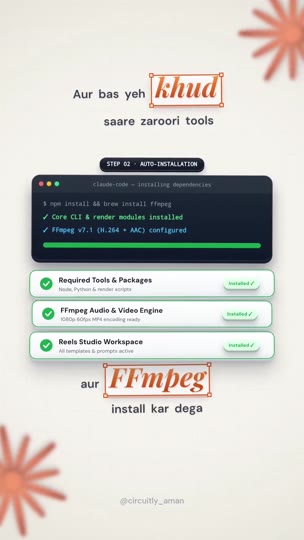 Aur bas yeh khud
saare zaroori tools
STEP 02 · AUTO-INSTALLATION
claude-code — installing dependencies
$ npm install && brew install ffmpeg
✓ Core CLI & render modules installed
✓ FFmpeg v7.1 (H.264 + AAC) configured
Required Tools & Packages
Node, Python & render scripts
Installed ✓
FFmpeg Audio & Video Engine
1080p 60fps MP4 encoding ready
Installed ✓
Reels Studio Workspace
All templates & prompts active
Installed ✓
aur FFmpeg
install kar dega
@circuitly_aman